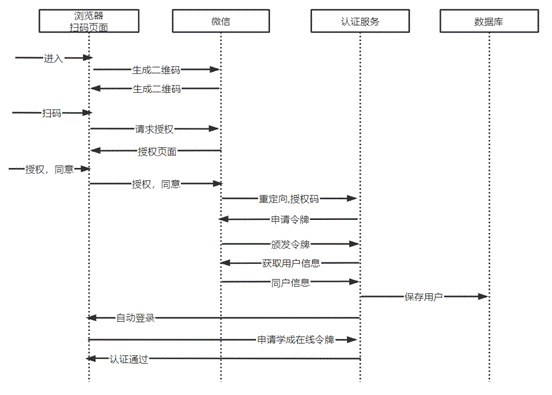 浏览器
扫码页面
微信
认证服务
数据库
进入
生成二维码
生成二维码
扫码
请求授权
授权页面
授权，同意
授权，同意
重定向,授权码
申请令牌
颁发令牌
获取用户信息
同户信息
保存用户
自动登录
申请学成在线令牌
认证通过